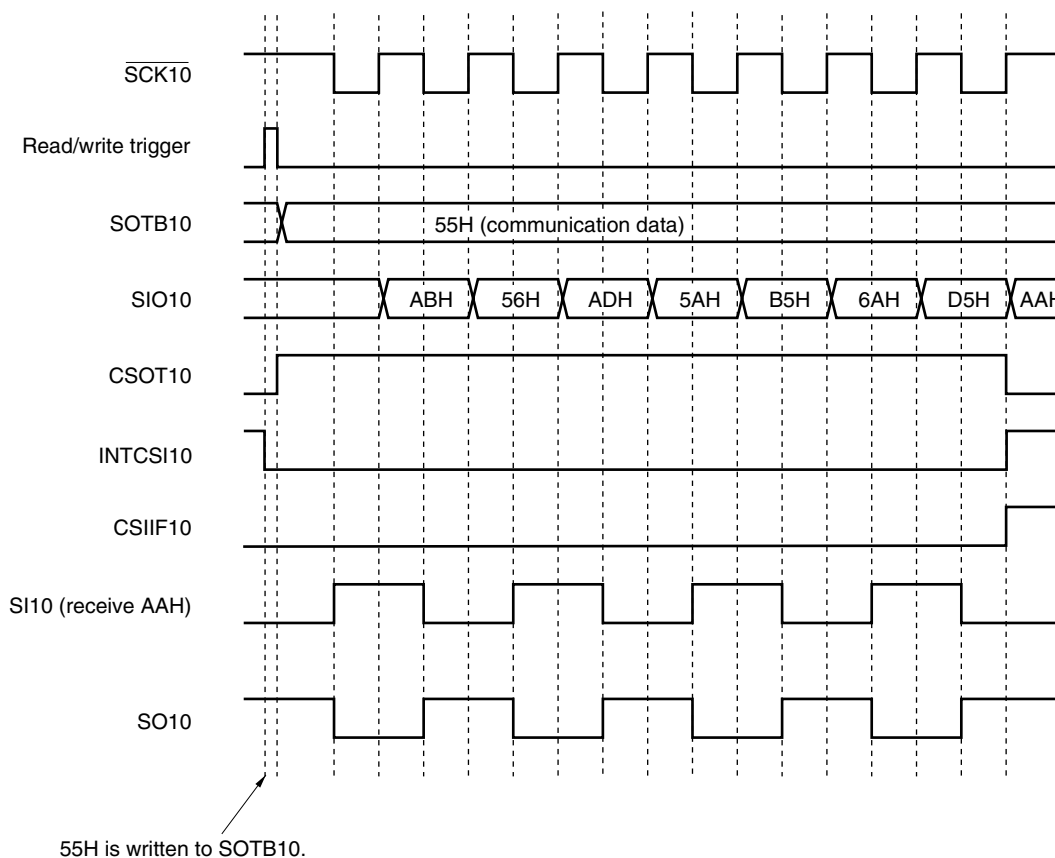 SCK10
Read/write trigger
SOTB10
55H (communication data)
SIO10
ABH 56H ADH 5AH B5H 6AH D5H AAH
CSOT10
INTCSI10
CSIIF10
SI10 (receive AAH)
SO10
55H is written to SOTB10.